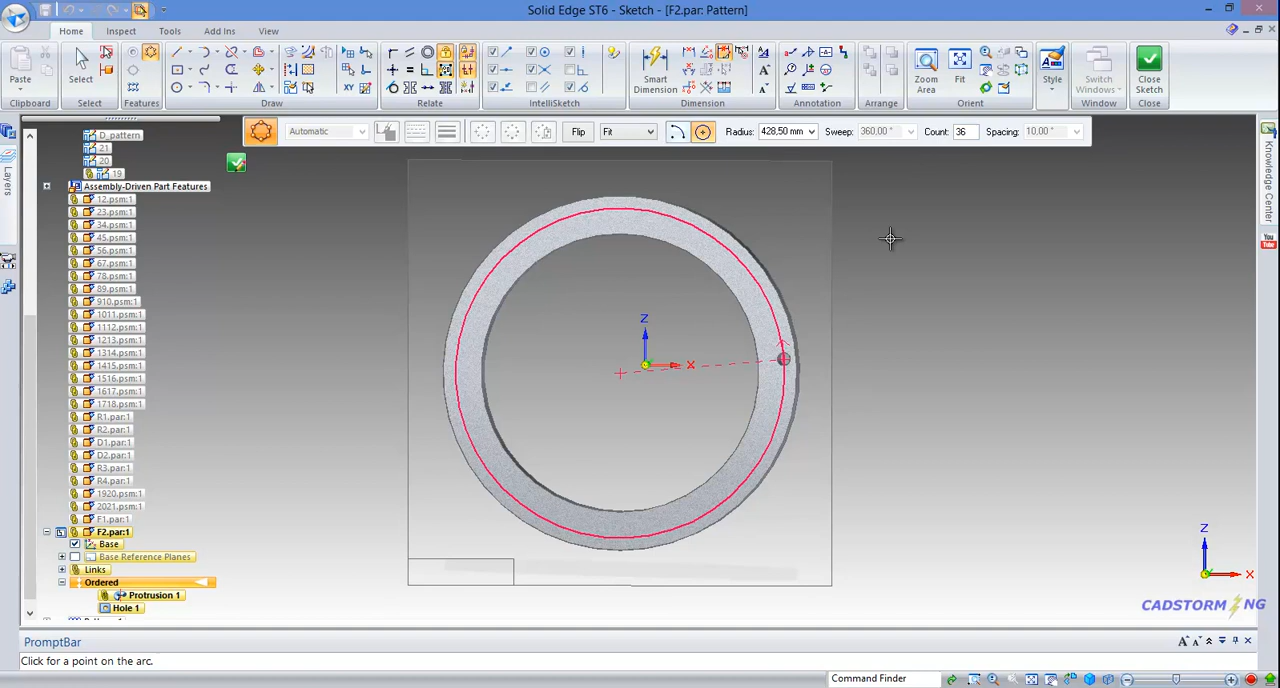 Solid Edge ST6 - Sketch - [F2.par: Pattern]
Home Inspect Tools Add Ins View
Paste
Select
Smart Dimension
Zoom Area
Fit
Style
Switch Windows
Close Sketch
Clipboard Select Features Draw Relate IntelliSketch Dimension Annotation Arrange Orient Window Close
Automatic Flip Fit Radius: 428,50 mm Sweep: 360,00 ° Count: 36 Spacing: 10,00 °
Layers
Knowledge Center
You Tube
D_pattern
21
20
19
Assembly-Driven Part Features
12.psm:1
23.psm:1
34.psm:1
45.psm:1
56.psm:1
67.psm:1
78.psm:1
89.psm:1
910.psm:1
1011.psm:1
1112.psm:1
1213.psm:1
1314.psm:1
1415.psm:1
1516.psm:1
1617.psm:1
1718.psm:1
R1.par:1
R2.par:1
D1.par:1
D2.par:1
R3.par:1
R4.par:1
1920.psm:1
2021.psm:1
F1.par:1
F2.par:1
Base
Base Reference Planes
Links
Ordered
Protrusion 1
Hole 1
Z
X
Z
X
CADSTORMING
PromptBar
Click for a point on the arc.
Command Finder